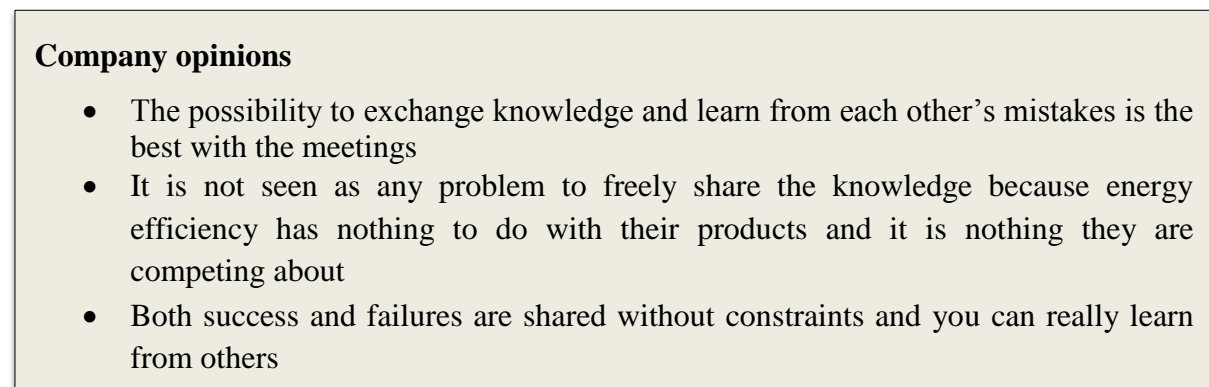 Company opinions
• The possibility to exchange knowledge and learn from each other’s mistakes is the
best with the meetings
• It is not seen as any problem to freely share the knowledge because energy
efficiency has nothing to do with their products and it is nothing they are
competing about
• Both success and failures are shared without constraints and you can really learn
from others